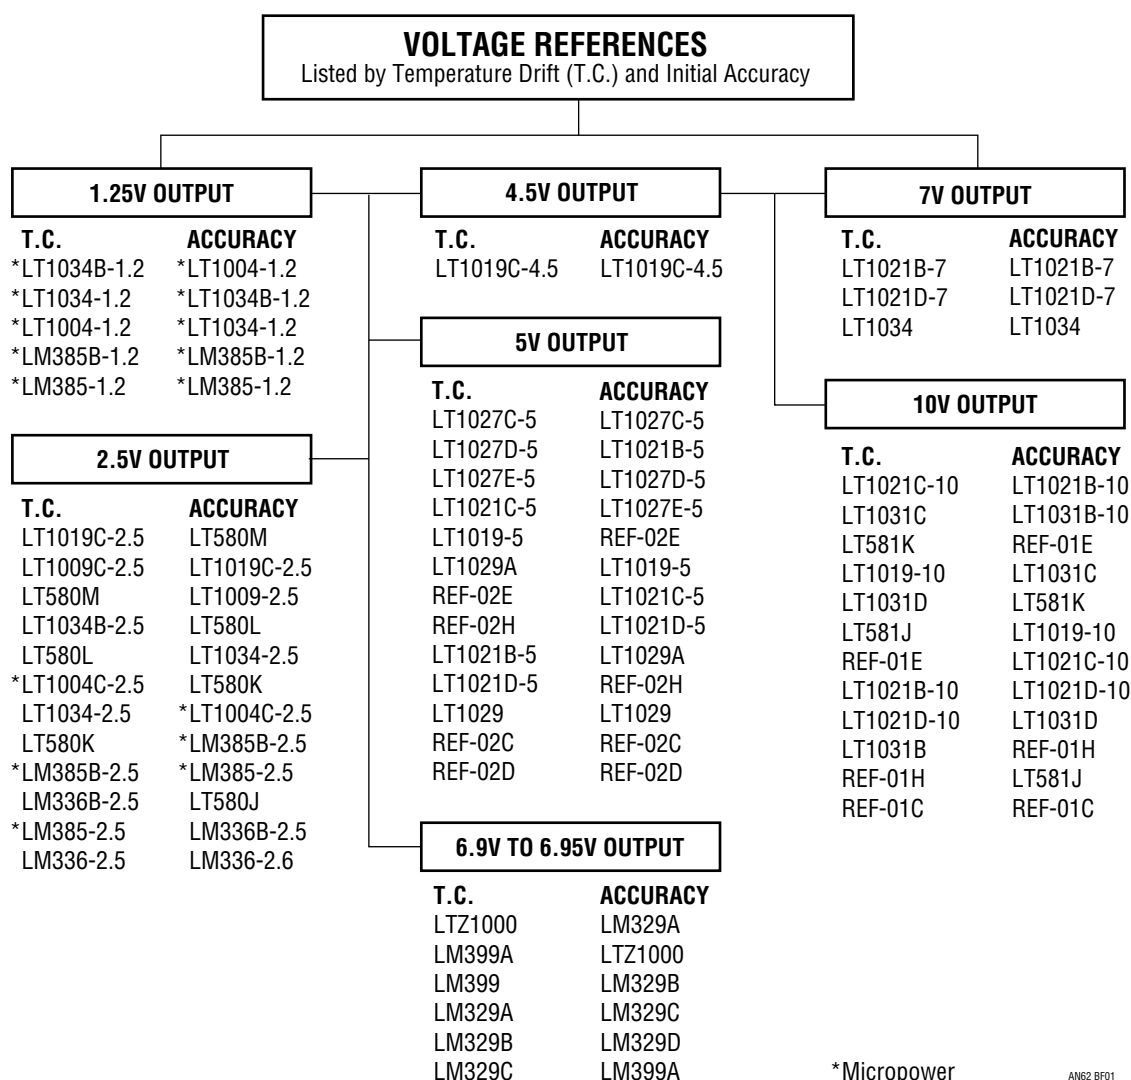 VOLTAGE REFERENCES
Listed by Temperature Drift (T.C.) and Initial Accuracy
1.25V OUTPUT
T.C. ACCURACY
*LT1034B-1.2 *LT1004-1.2
*LT1034-1.2 *LT1034B-1.2
*LT1004-1.2 *LT1034-1.2
*LM385B-1.2 *LM385B-1.2
*LM385-1.2 *LM385-1.2
2.5V OUTPUT
T.C. ACCURACY
LT1019C-2.5 LT580M
LT1009C-2.5 LT1019C-2.5
LT580M LT1009-2.5
LT1034B-2.5 LT580L
LT580L LT1034-2.5
*LT1004C-2.5 LT580K
LT1034-2.5 *LT1004C-2.5
LT580K *LM385B-2.5
*LM385B-2.5 *LM385-2.5
LM336B-2.5 LT580J
*LM385-2.5 LM336B-2.5
LM336-2.5 LM336-2.6
4.5V OUTPUT
T.C. ACCURACY
LT1019C-4.5 LT1019C-4.5
5V OUTPUT
T.C. ACCURACY
LT1027C-5 LT1027C-5
LT1027D-5 LT1021B-5
LT1027E-5 LT1027D-5
LT1021C-5 LT1027E-5
LT1019-5 REF-02E
LT1029A LT1019-5
REF-02E LT1021C-5
REF-02H LT1021D-5
LT1021B-5 LT1029A
LT1021D-5 REF-02H
LT1029 LT1029
REF-02C REF-02C
REF-02D REF-02D
6.9V TO 6.95V OUTPUT
T.C. ACCURACY
LTZ1000 LM329A
LM399A LTZ1000
LM399 LM329B
LM329A LM329C
LM329B LM329D
LM329C LM399A
7V OUTPUT
T.C. ACCURACY
LT1021B-7 LT1021B-7
LT1021D-7 LT1021D-7
LT1034 LT1034
10V OUTPUT
T.C. ACCURACY
LT1021C-10 LT1021B-10
LT1031C LT1031B-10
LT581K REF-01E
LT1019-10 LT1031C
LT1031D LT581K
LT581J LT1019-10
REF-01E LT1021C-10
LT1021B-10 LT1021D-10
LT1021D-10 LT1031D
LT1031B REF-01H
REF-01H LT581J
REF-01C REF-01C
*Micropower
AN62 BF01